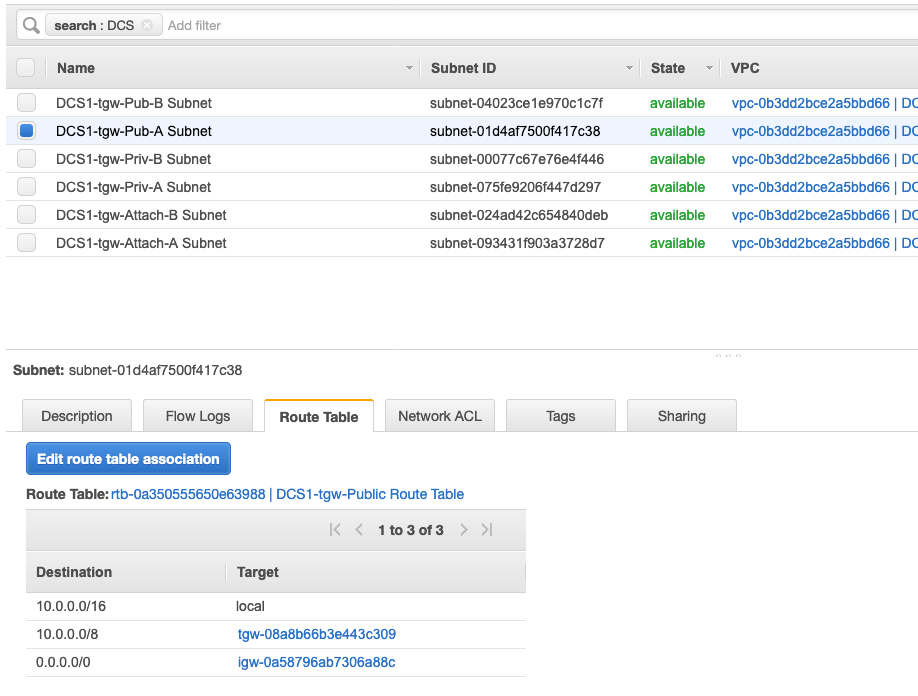 search : DCS Add filter
Name Subnet ID State VPC
DCS1-tgw-Pub-B Subnet subnet-04023ce1e970c1c7f available vpc-0b3dd2bce2a5bbd66 | DC
DCS1-tgw-Pub-A Subnet subnet-01d4af7500f417c38 available vpc-0b3dd2bce2a5bbd66 | DC
DCS1-tgw-Priv-B Subnet subnet-00077c67e76e4f446 available vpc-0b3dd2bce2a5bbd66 | DC
DCS1-tgw-Priv-A Subnet subnet-075fe9206f447d297 available vpc-0b3dd2bce2a5bbd66 | DC
DCS1-tgw-Attach-B Subnet subnet-024ad42c654840deb available vpc-0b3dd2bce2a5bbd66 | DC
DCS1-tgw-Attach-A Subnet subnet-093431f903a3728d7 available vpc-0b3dd2bce2a5bbd66 | DC
Subnet: subnet-01d4af7500f417c38
Description Flow Logs Route Table Network ACL Tags Sharing
Edit route table association
Route Table: rtb-0a350555650e63988 | DCS1-tgw-Public Route Table
1 to 3 of 3
Destination Target
10.0.0.0/16 local
10.0.0.0/8 tgw-08a8b66b3e443c309
0.0.0.0/0 igw-0a58796ab7306a88c